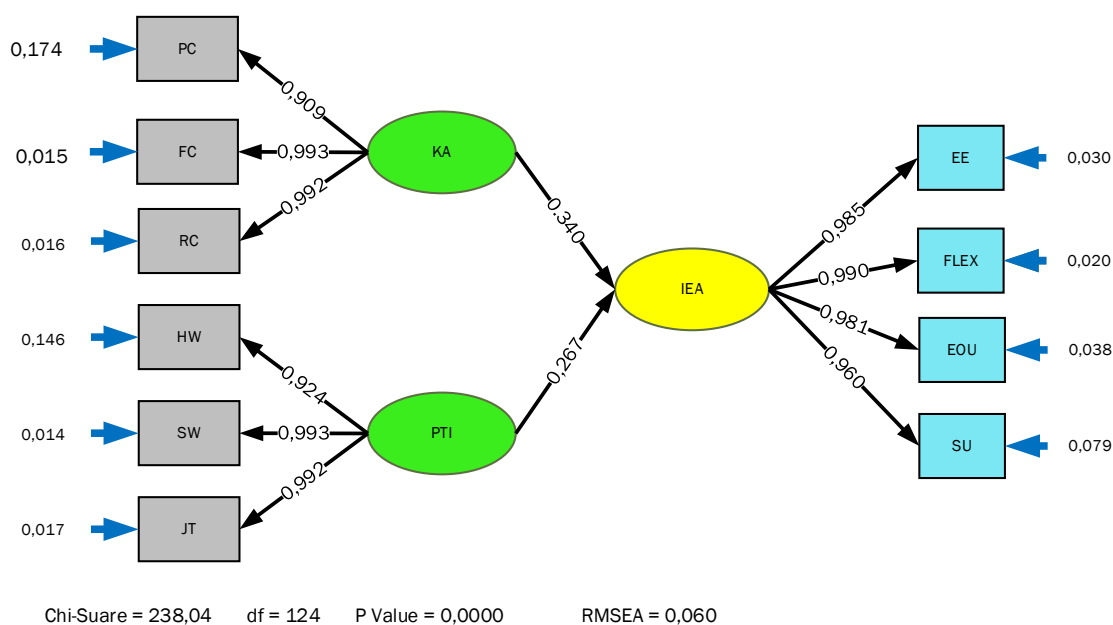 0,174
PC
0,909
0,015
FC
0,993
KA
0,992
0,016
RC
0.340
0,146
HW
0,924
0,014
SW
0,993
PTI
0,267
0,992
0,017
JT
IEA
0,985
EE
0,030
0,990
FLEX
0,020
0,981
EOU
0,038
0,960
SU
0,079
Chi-Suare = 238,04 df = 124 P Value = 0,0000 RMSEA = 0,060